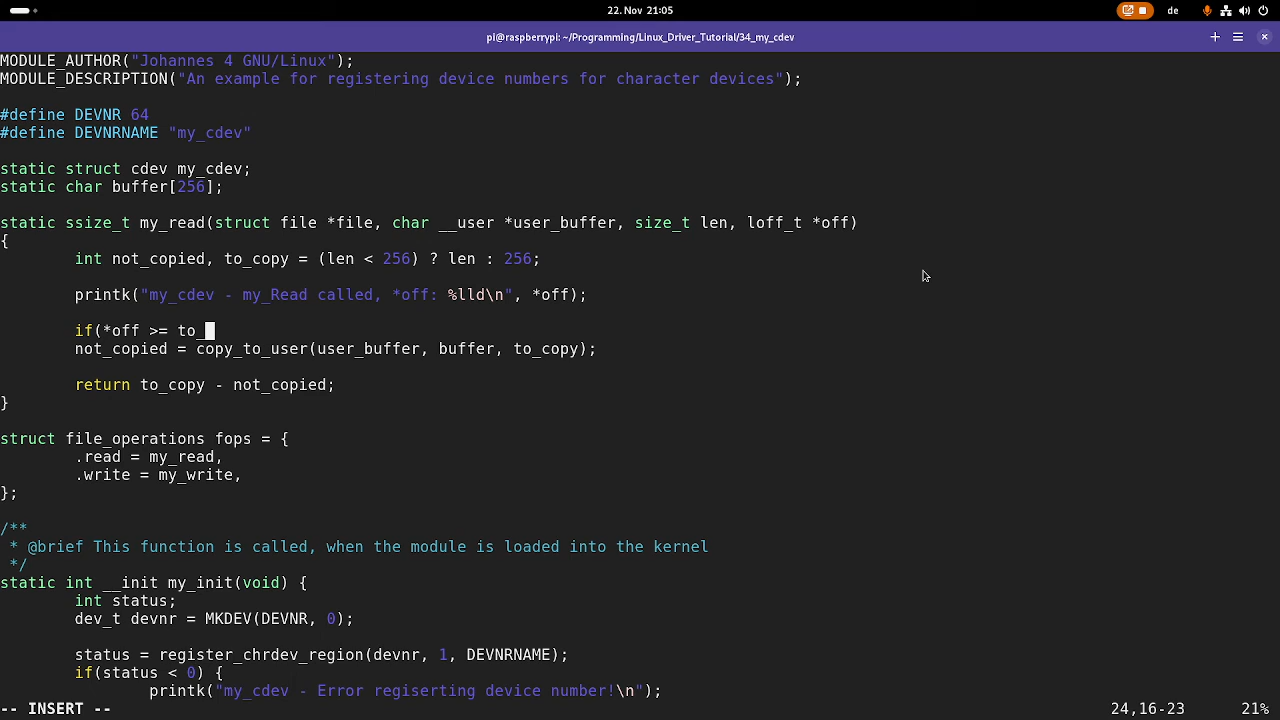 22. Nov 21:05
de
pi@raspberrypi: ~/Programming/Linux_Driver_Tutorial/34_my_cdev
MODULE_AUTHOR("Johannes 4 GNU/Linux");
MODULE_DESCRIPTION("An example for registering device numbers for character devices");
#define DEVNR 64
#define DEVNRNAME "my_cdev"
static struct cdev my_cdev;
static char buffer[256];
static ssize_t my_read(struct file *file, char __user *user_buffer, size_t len, loff_t *off)
{
int not_copied, to_copy = (len < 256) ? len : 256;
printk("my_cdev - my_Read called, *off: %lld\n", *off);
if(*off >= to_
not_copied = copy_to_user(user_buffer, buffer, to_copy);
return to_copy - not_copied;
}
struct file_operations fops = {
.read = my_read,
.write = my_write,
};
/**
* @brief This function is called, when the module is loaded into the kernel
*/
static int __init my_init(void) {
int status;
dev_t devnr = MKDEV(DEVNR, 0);
status = register_chrdev_region(devnr, 1, DEVNRNAME);
if(status < 0) {
printk("my_cdev - Error regiserting device number!\n");
-- INSERT -- 24,16-23 21%